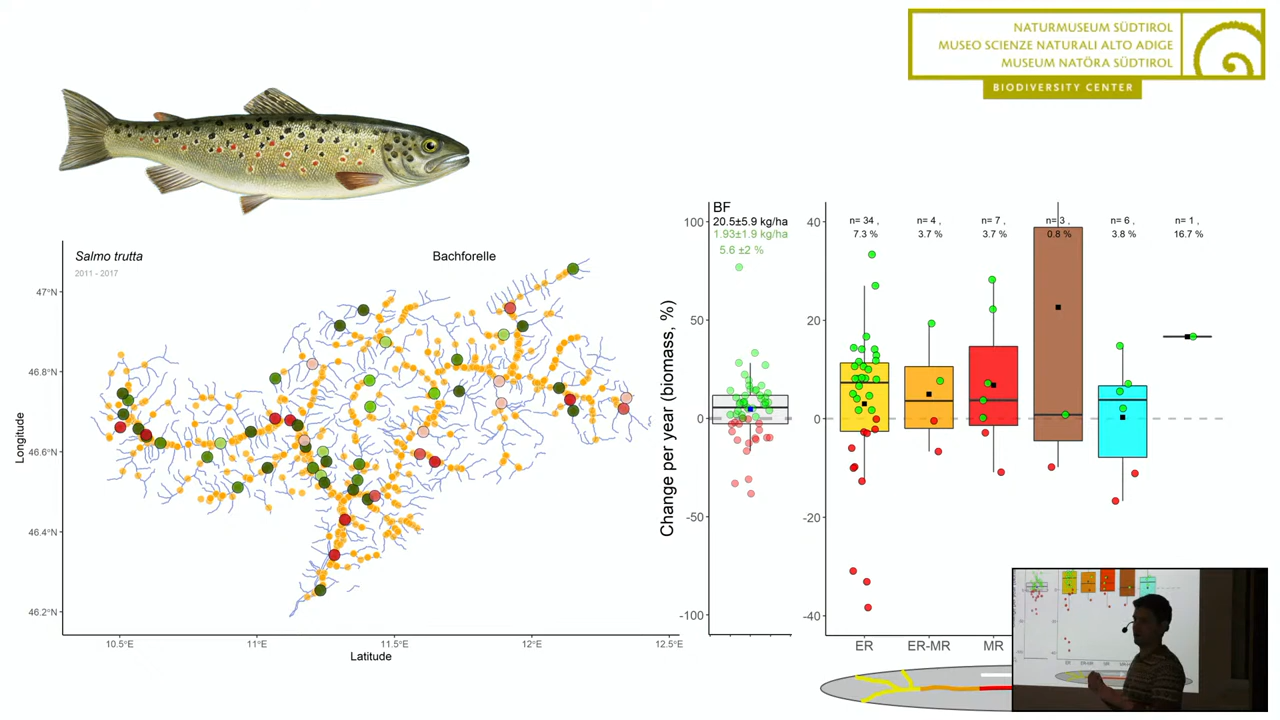 NATURMUSEUM SÜDTIROL
MUSEO SCIENZE NATURALI ALTO ADIGE
MUSEUM NATÖRA SÜDTIROL
BIODIVERSITY CENTER
Salmo trutta
Bachforelle
2011 - 2017
47°N
46.8°N
46.6°N
46.4°N
46.2°N
Longitude
10.5°E
11°E
11.5°E
12°E
12.5°E
Latitude
Change per year (biomass, %)
100
50
0
-50
-100
BF
20.5±5.9 kg/ha
1.93±1.9 kg/ha
5.6 ±2 %
40
20
0
-20
-40
n= 34 ,
7.3 %
n= 4 ,
3.7 %
n= 7 ,
3.7 %
n= 3 ,
0.8 %
n= 6 ,
3.8 %
n= 1 ,
16.7 %
ER
ER-MR
MR